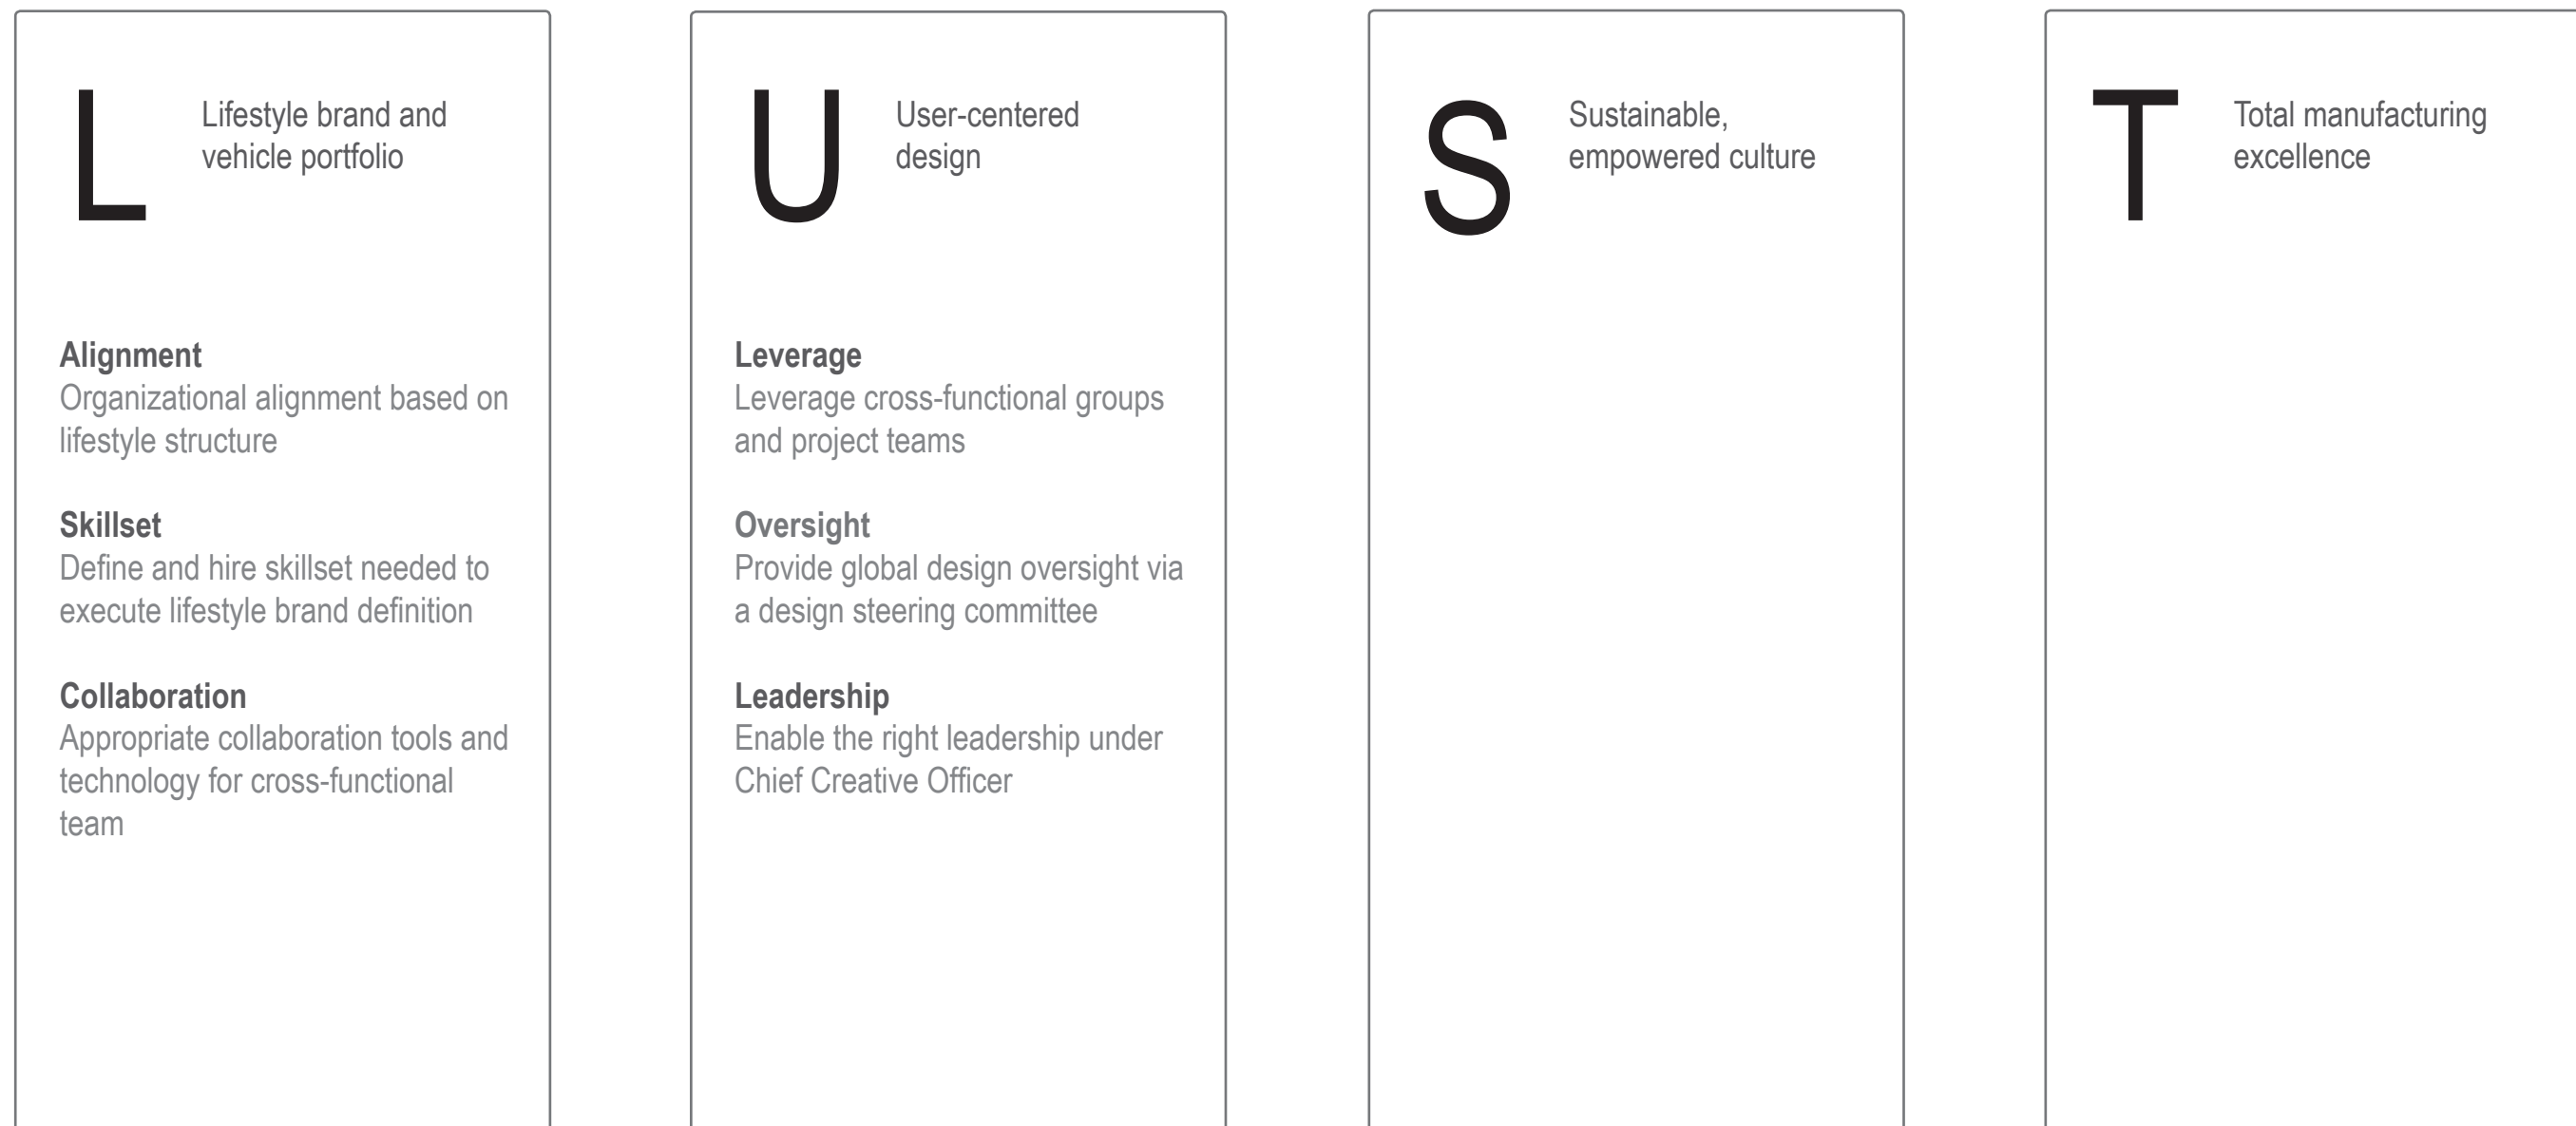 L
Lifestyle brand and
vehicle portfolio
Alignment
Organizational alignment based on
lifestyle structure
Skillset
Define and hire skillset needed to
execute lifestyle brand definition
Collaboration
Appropriate collaboration tools and
technology for cross-functional
team
U
User-centered
design
Leverage
Leverage cross-functional groups
and project teams
Oversight
Provide global design oversight via
a design steering committee
Leadership
Enable the right leadership under
Chief Creative Officer
S
Sustainable,
empowered culture
T
Total manufacturing
excellence